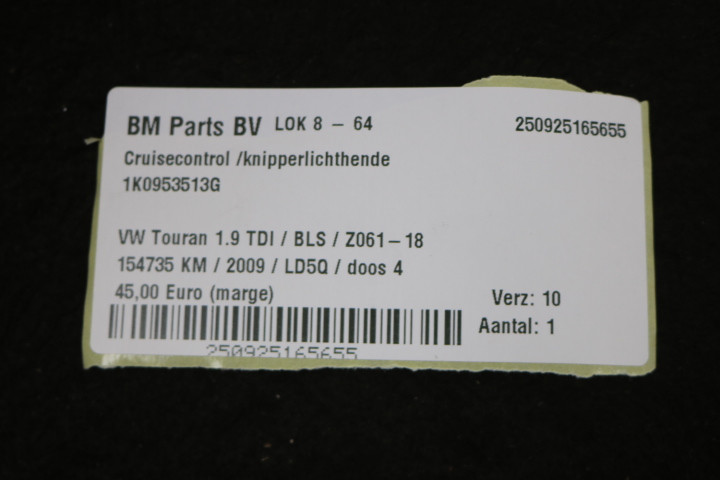 BM Parts BV LOK 8 – 64 250925165655
Cruisecontrol /knipperlichthende
1K0953513G
VW Touran 1.9 TDI / BLS / Z061–18
154735 KM / 2009 / LD5Q / doos 4
45,00 Euro (marge) Verz: 10
Aantal: 1
250925165655